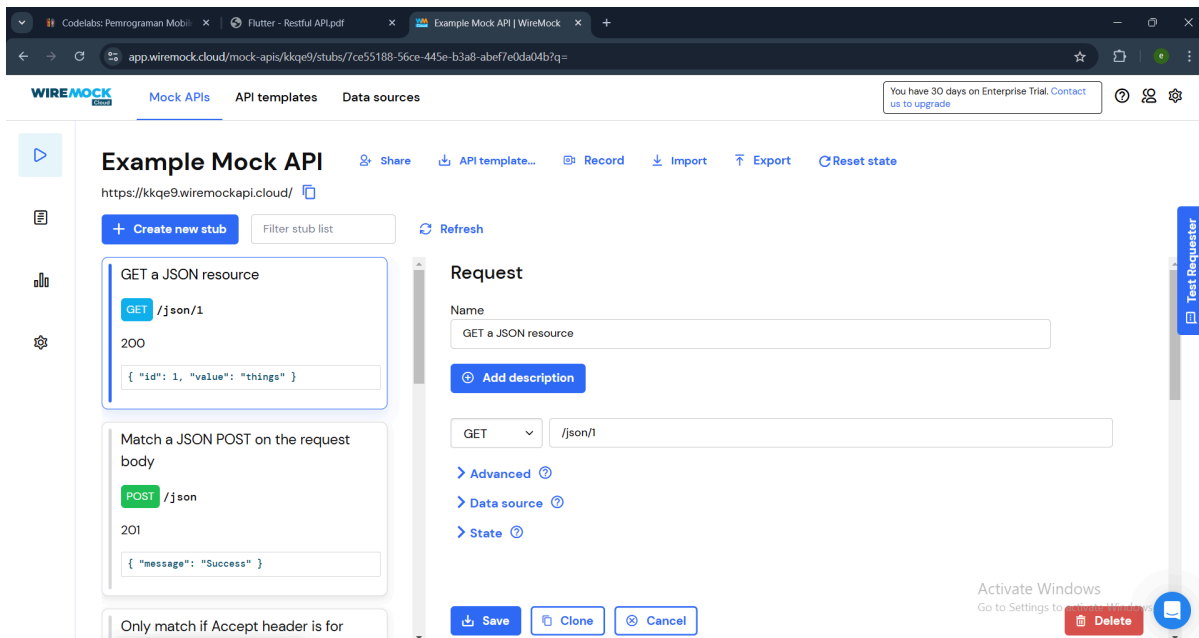 Codelabs: Pemrograman Mobil
Flutter - Restful API.pdf
Example Mock API | WireMock
app.wiremock.cloud/mock-apis/kkqe9/stubs/7ce55188-56ce-445e-b3a8-abef7e0da04b?q=
e
WIREMOCK
Cloud
Mock APIs
API templates
Data sources
You have 30 days on Enterprise Trial. Contact
us to upgrade
Example Mock API
Share
API template...
Record
Import
Export
Reset state
https://kkqe9.wiremockapi.cloud/
Create new stub
Filter stub list
Refresh
Test Requester
GET a JSON resource
GET /json/1
200
{ "id": 1, "value": "things" }
Match a JSON POST on the request
body
POST /json
201
{ "message": "Success" }
Only match if Accept header is for
Request
Name
GET a JSON resource
Add description
GET
/json/1
Advanced
Data source
State
Save
Clone
Cancel
Activate Windows
Go to Settings to activate Windows
Delete